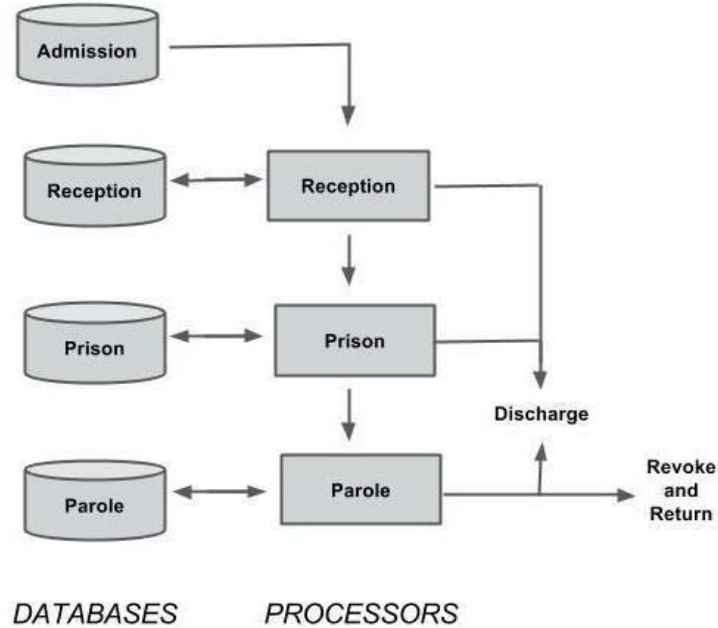 Admission
Reception
Reception
Prison
Prison
Discharge
Parole
Parole
Revoke
and
Return
DATABASES
PROCESSORS